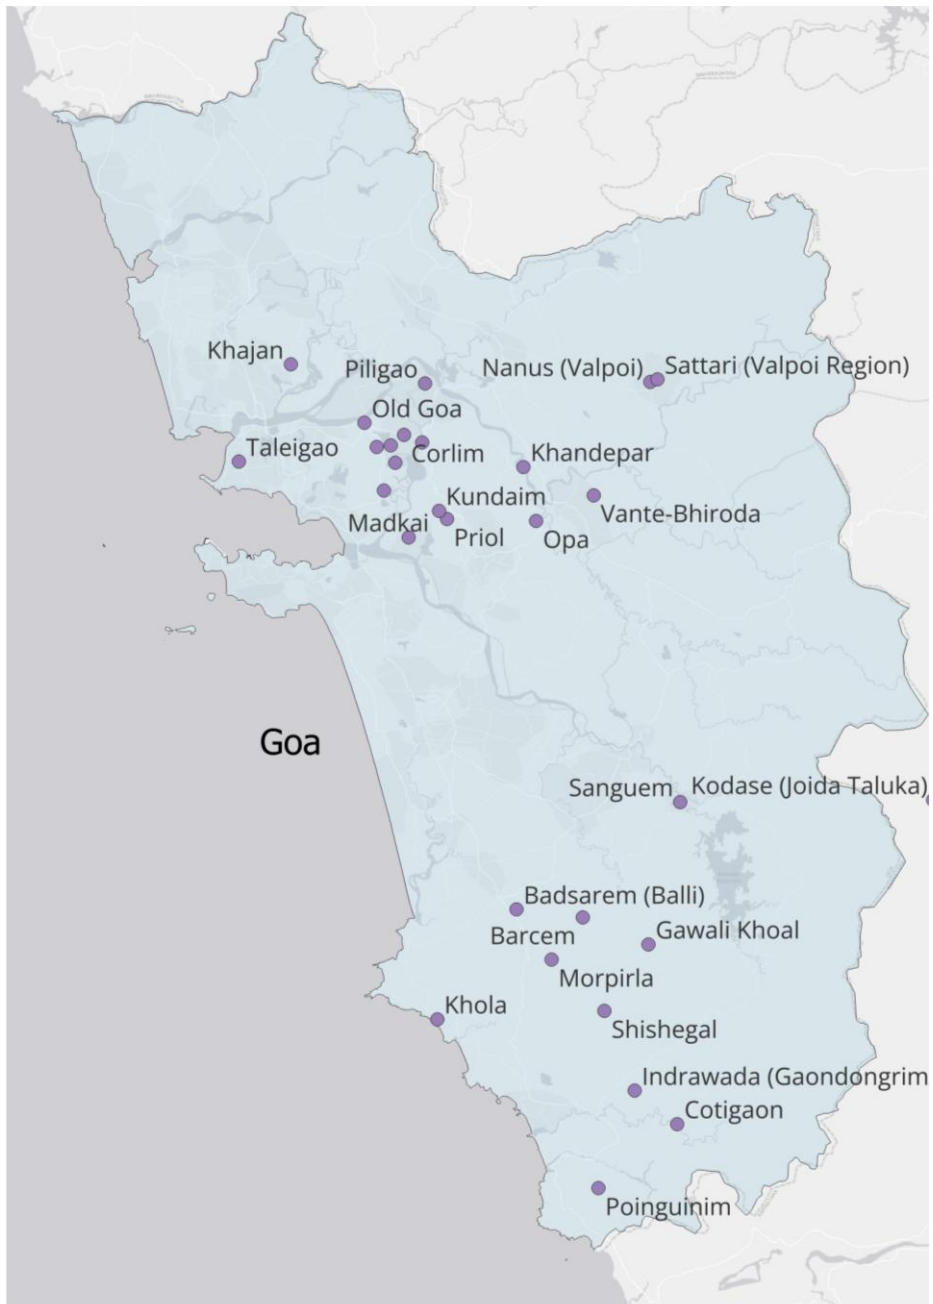 Khajan
Piligao
Nanus (Valpoi)
Sattari (Valpoi Region)
Old Goa
Taleigao
Corlim
Khandepar
Kundaim
Vante-Bhiroda
Madkai
Priol
Opa
Goa
Sanguem
Kodase (Joida Taluka)
Badsarem (Balli)
Barcem
Gawali Khoal
Morpirla
Khola
Shishegal
Indrawada (Gaondongrim
Cotigaon
Poinguinim